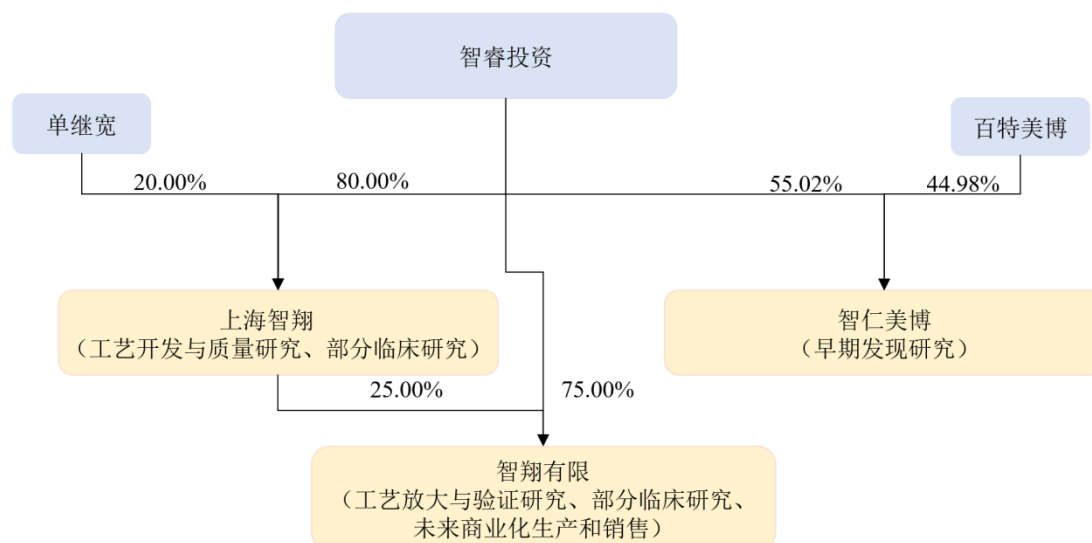 智睿投资
单继宽
百特美博
20.00%
80.00%
55.02%
44.98%
上海智翔
（工艺开发与质量研究、部分临床研究）
智仁美博
（早期发现研究）
25.00%
75.00%
智翔有限
（工艺放大与验证研究、部分临床研究、
未来商业化生产和销售）